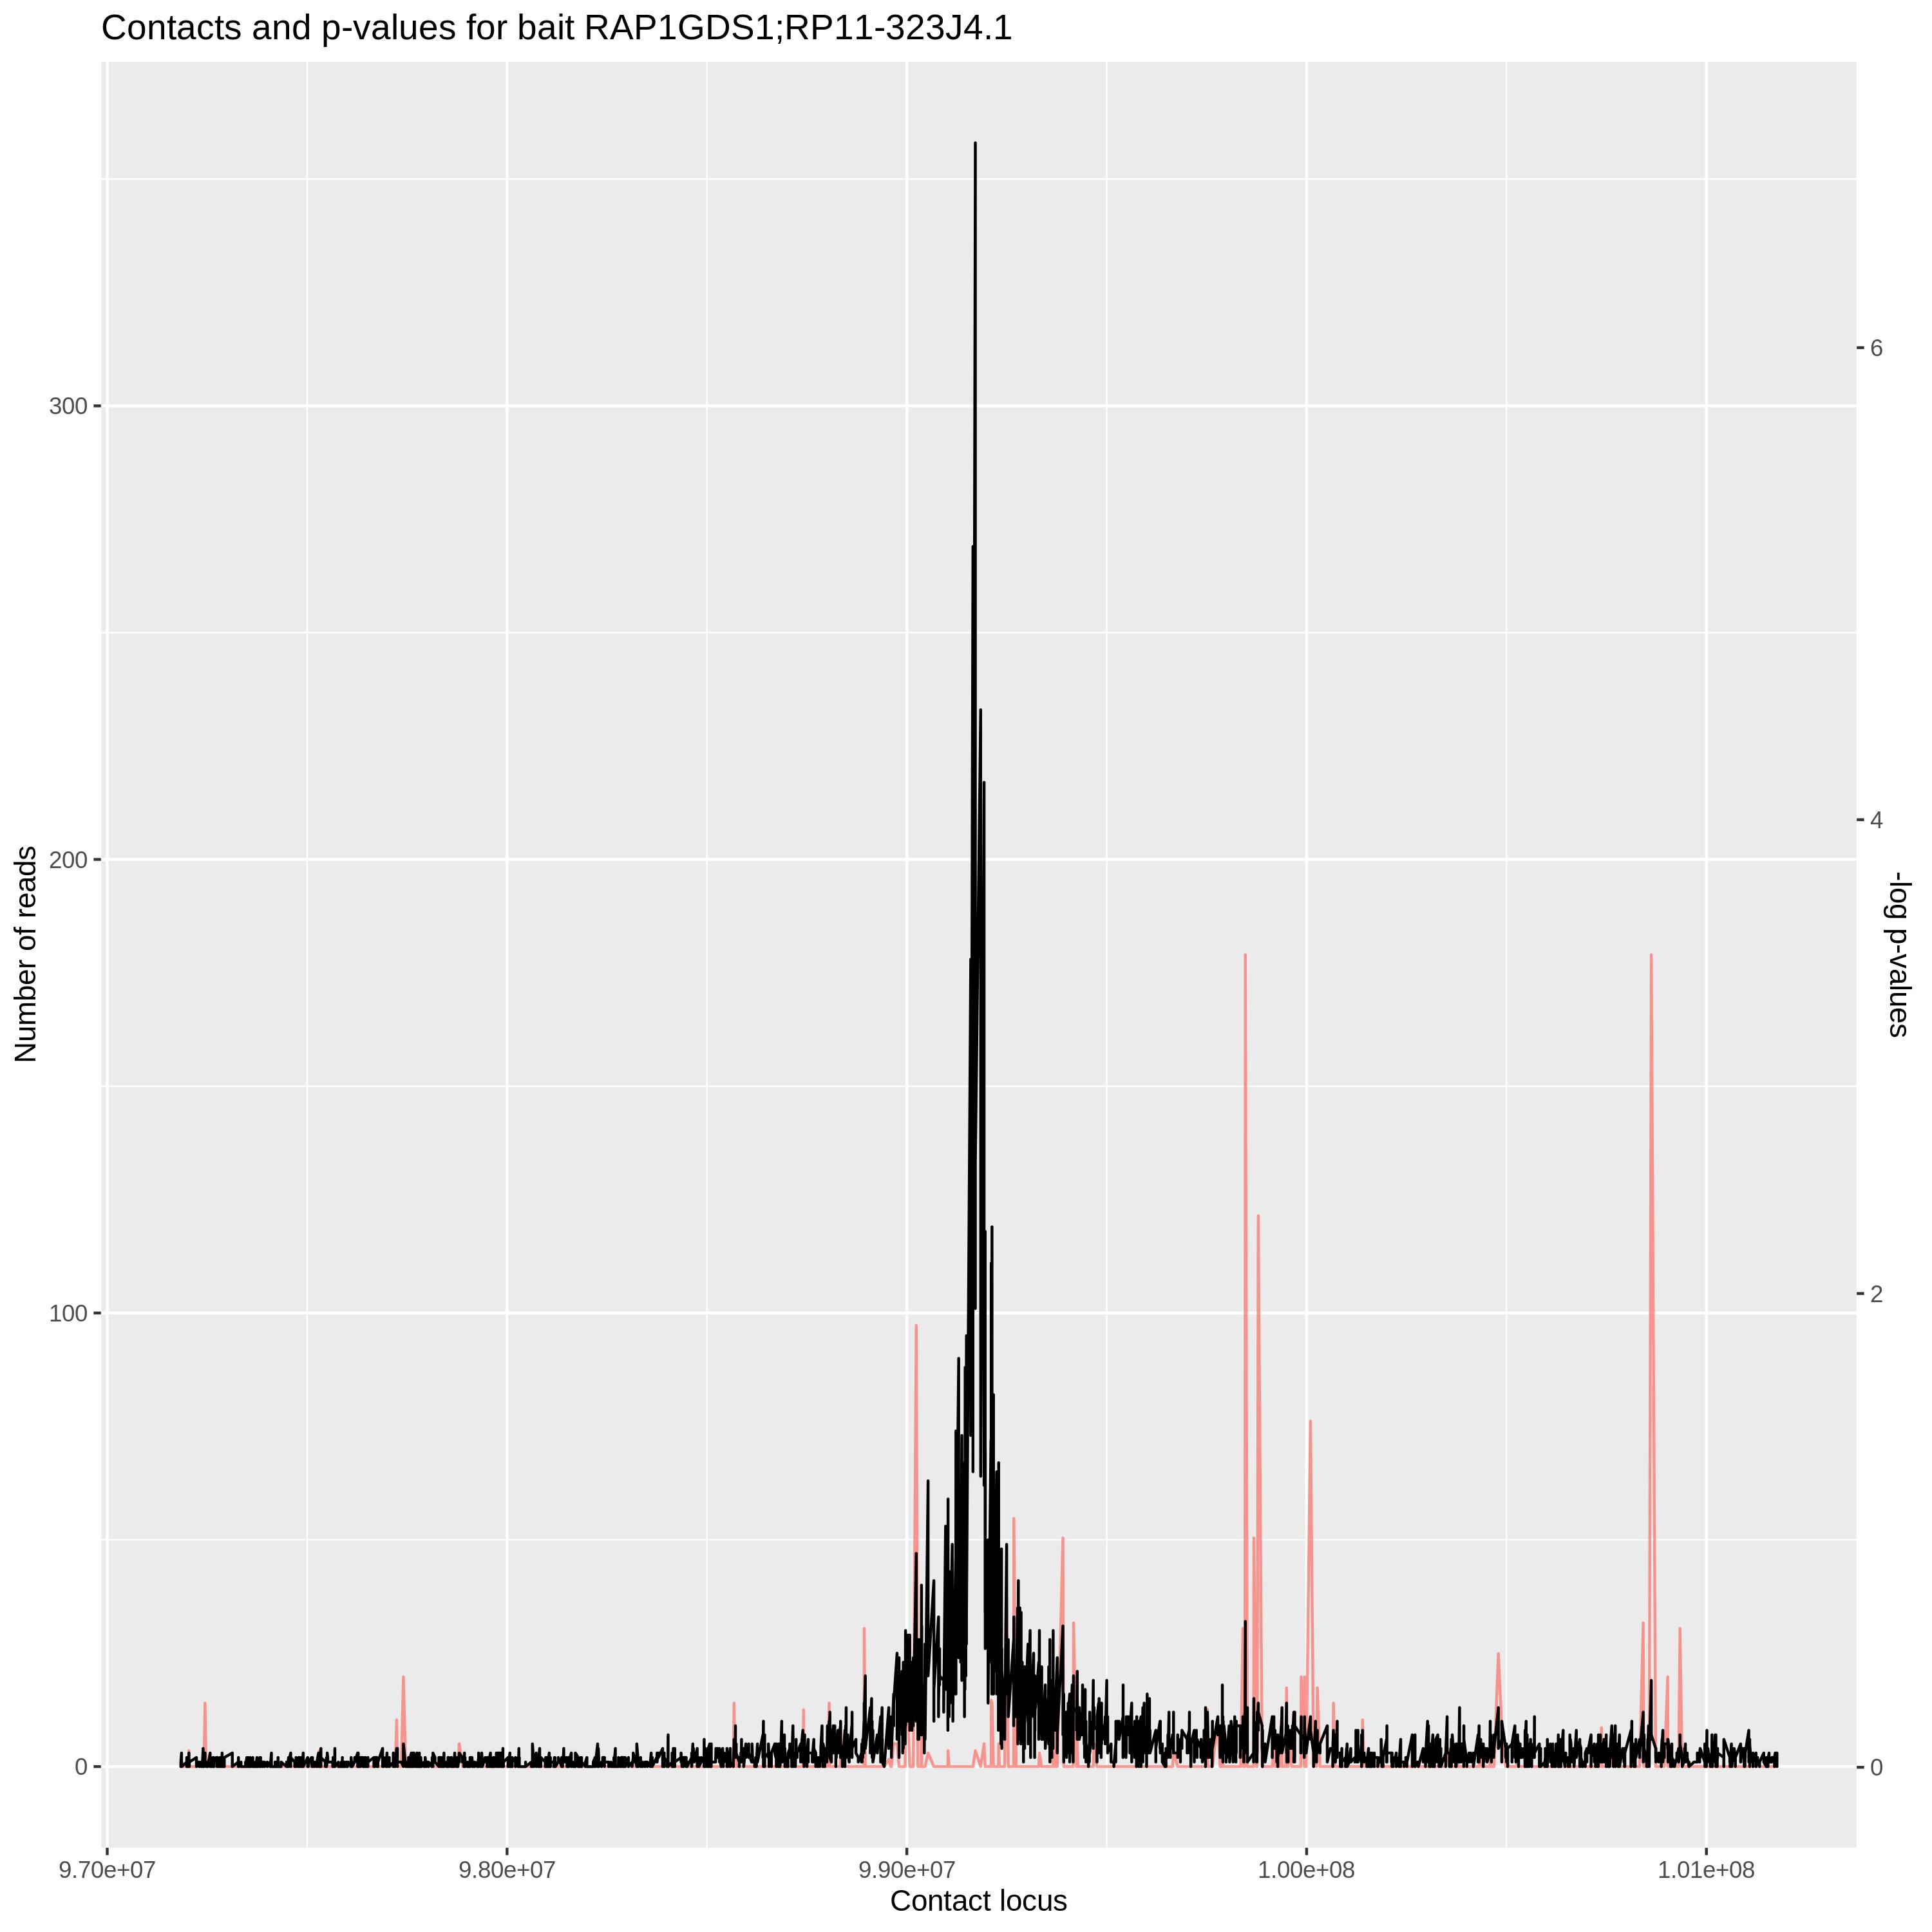 Contacts and p-values for bait RAP1GDS1;RP11-323J4.1
Number of reads
300
200
100
0
6
4
2
0
-log p-values
9.70e+07 9.80e+07 9.90e+07 1.00e+08 1.01e+08
Contact locus